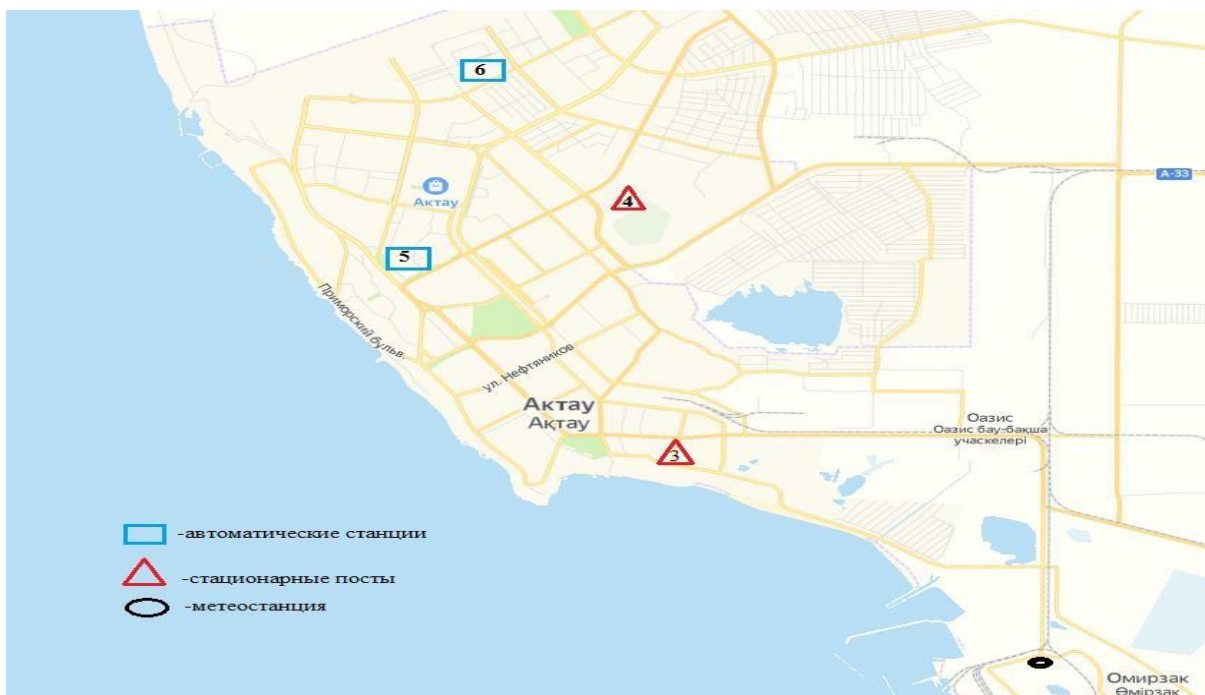 6
4
А-33
Актау
5
Приморский бульв.
ул. Нефтяников
Актау
Ақтау
Оазис
Оазис бау-бақша
учаскелері
3
-автоматические станции
-стационарные посты
-метеостанция
Омирзак
Өмірзақ